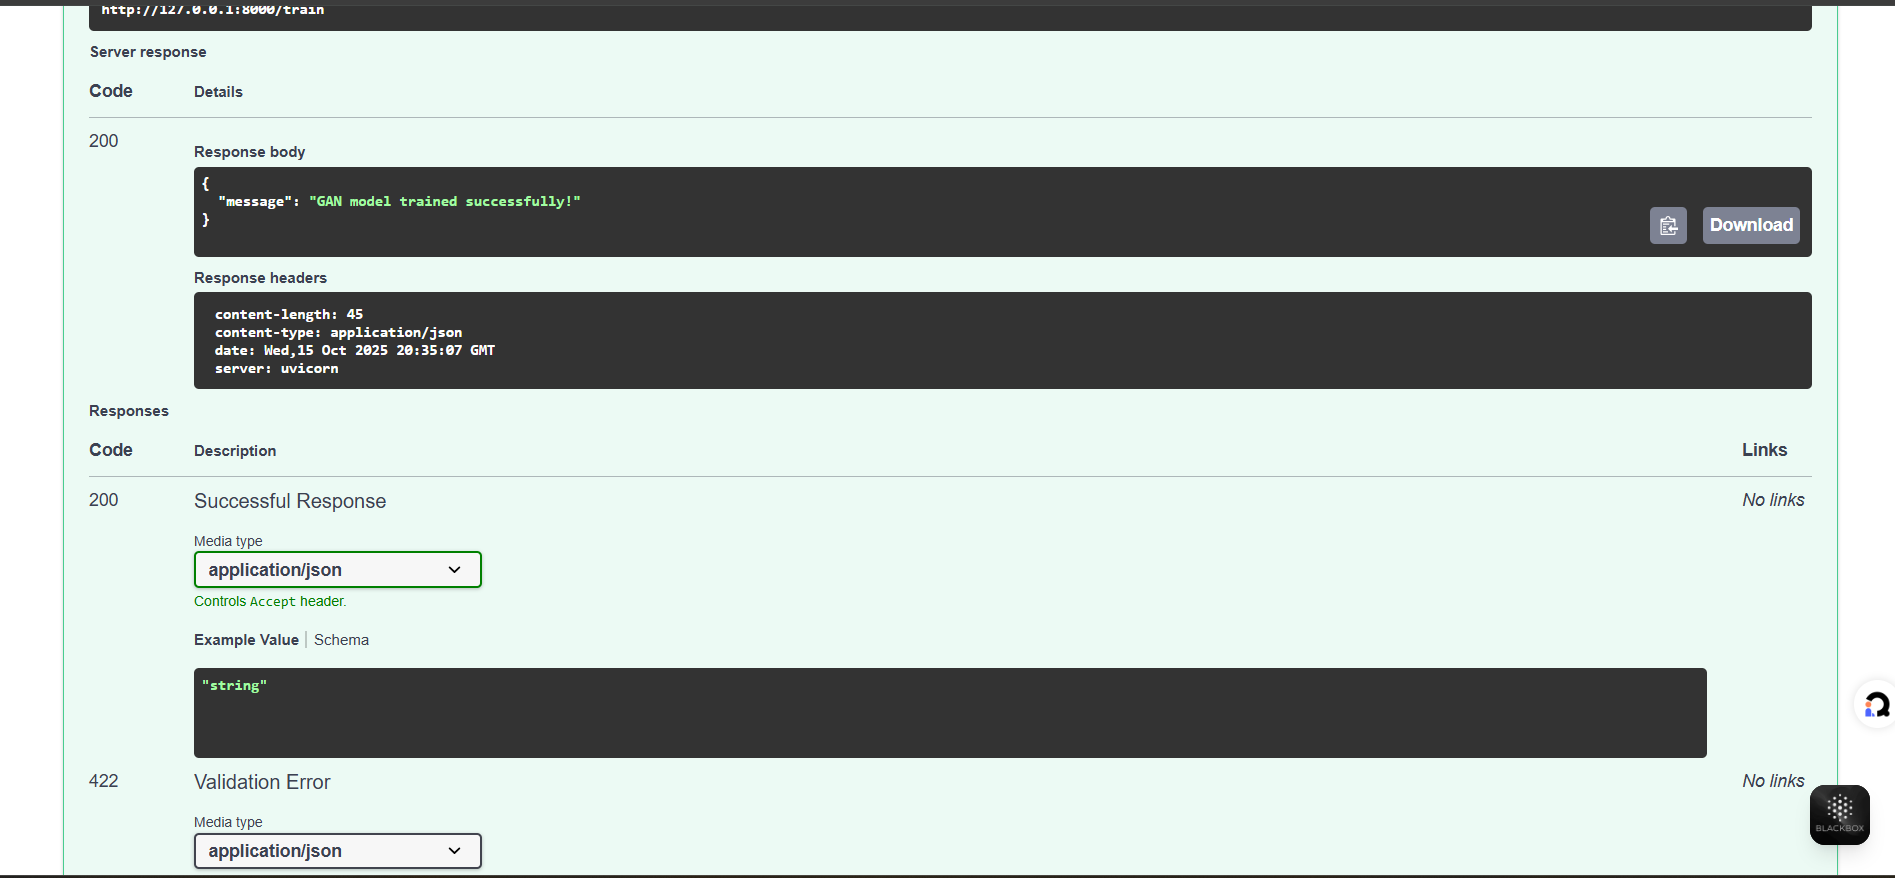 http://127.0.0.1:8000/train
Server response
Code Details
200
Response body
{
"message": "GAN model trained successfully!"
}
Download
Response headers
content-length: 45
content-type: application/json
date: Wed,15 Oct 2025 20:35:07 GMT
server: uvicorn
Responses
Code Description Links
200 Successful Response No links
Media type
application/json
Controls Accept header.
Example Value | Schema
"string"
422 Validation Error No links
Media type
BLACKBOX
application/json